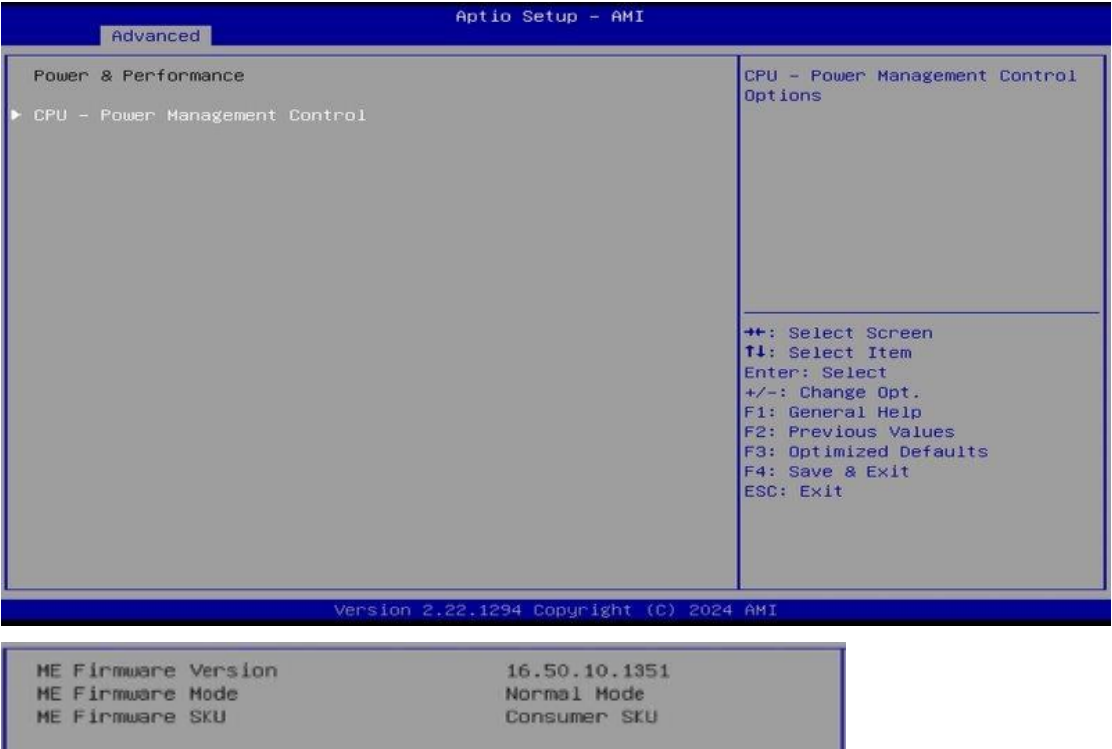 Aptio Setup – AMI
Advanced
Power & Performance
▶ CPU – Power Management Control
CPU – Power Management Control
Options
→←: Select Screen
↑↓: Select Item
Enter: Select
+/-: Change Opt.
F1: General Help
F2: Previous Values
F3: Optimized Defaults
F4: Save & Exit
ESC: Exit
Version 2.22.1294 Copyright (C) 2024 AMI
ME Firmware Version 16.50.10.1351
ME Firmware Mode Normal Mode
ME Firmware SKU Consumer SKU